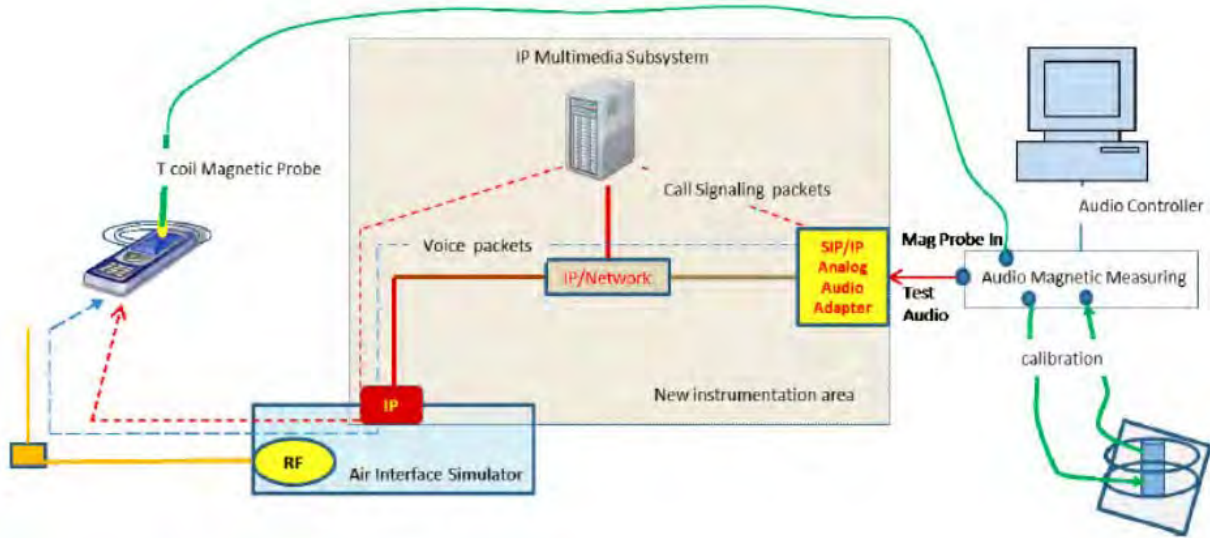 IP Multimedia Subsystem
T coil Magnetic Probe
Call Signaling packets
Audio Controller
Voice packets
Mag Probe In
SIP/IP
Analog
Audio
Adapter
IP/Network
Audio Magnetic Measuring
Test
Audio
calibration
New instrumentation area
IP
RF
Air Interface Simulator